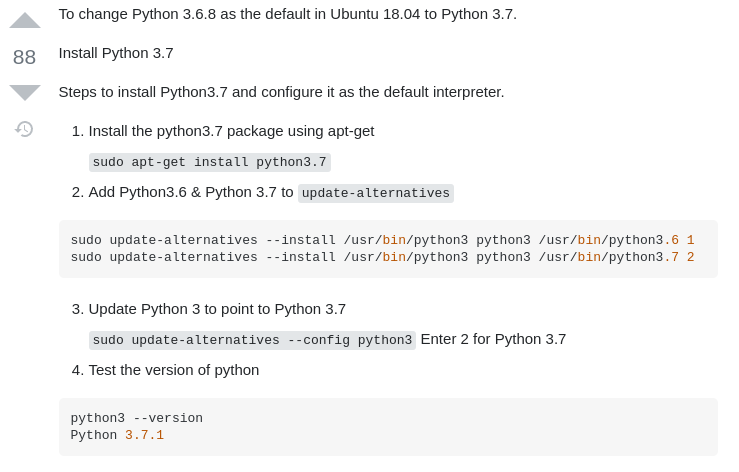 To change Python 3.6.8 as the default in Ubuntu 18.04 to Python 3.7.
88
Install Python 3.7
Steps to install Python3.7 and configure it as the default interpreter.
1. Install the python3.7 package using apt-get
sudo apt-get install python3.7
2. Add Python3.6 & Python 3.7 to update-alternatives
sudo update-alternatives --install /usr/bin/python3 python3 /usr/bin/python3.6 1
sudo update-alternatives --install /usr/bin/python3 python3 /usr/bin/python3.7 2
3. Update Python 3 to point to Python 3.7
sudo update-alternatives --config python3 Enter 2 for Python 3.7
4. Test the version of python
python3 --version
Python 3.7.1